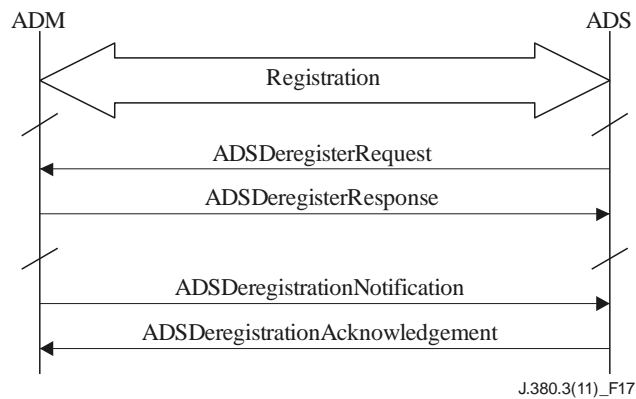 ADM ADS
Registration
ADSDeregisterRequest
ADSDeregisterResponse
ADSDeregistrationNotification
ADSDeregistrationAcknowledgement
J.380.3(11)_F17